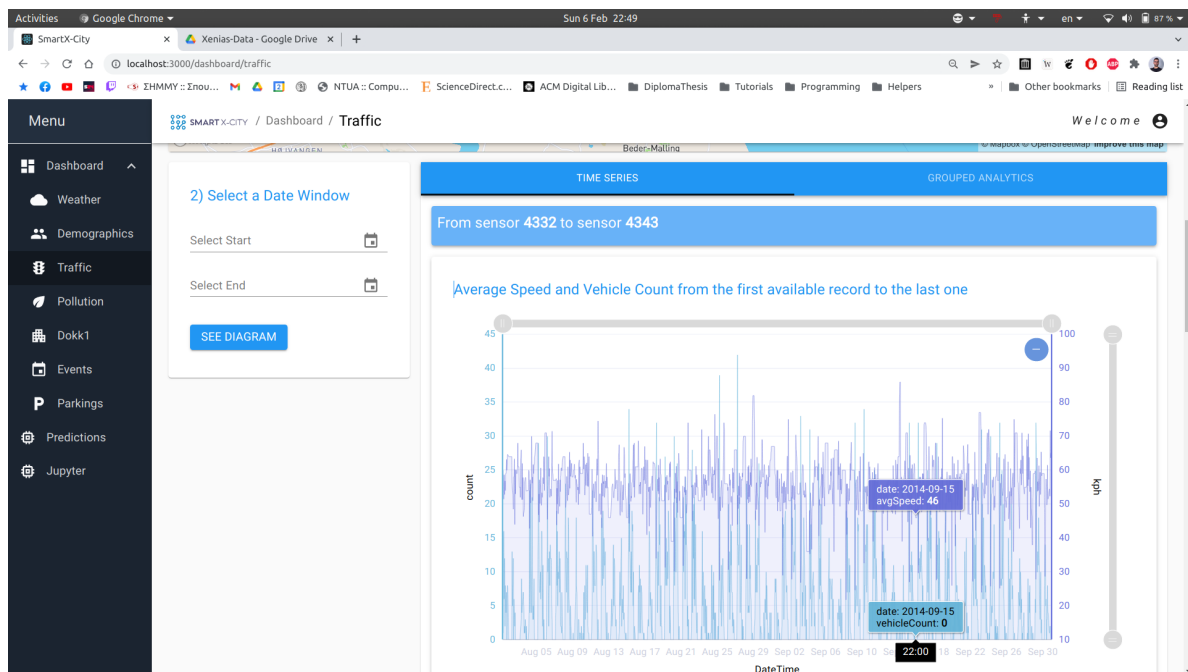 Activities Google Chrome Sun 6 Feb 22:49 en 87 %
SmartX-City Xenias-Data - Google Drive
localhost:3000/dashboard/traffic
ΣΗΜΜΥ :: Σπου... NTUA :: Compu... ScienceDirect.c... ACM Digital Lib... DiplomaThesis Tutorials Programming Helpers » Other bookmarks Reading list
Menu
SMART X-CITY / Dashboard / Traffic
Welcome
HØJVANGEN
Beder-Malling
© Mapbox © OpenStreetMap Improve this map
Dashboard
Weather
Demographics
Traffic
Pollution
Dokk1
Events
Parkings
Predictions
Jupyter
2) Select a Date Window
Select Start
Select End
SEE DIAGRAM
TIME SERIES
GROUPED ANALYTICS
From sensor 4332 to sensor 4343
Average Speed and Vehicle Count from the first available record to the last one
45
40
35
30
25
20
15
10
5
0
count
100
90
80
70
60
50
40
30
20
10
kph
date: 2014-09-15
avgSpeed: 46
date: 2014-09-15
vehicleCount: 0
Aug 05 Aug 09 Aug 13 Aug 17 Aug 21 Aug 25 Aug 29 Sep 02 Sep 06 Sep 10 22:00 18 Sep 22 Sep 26 Sep 30
DateTime